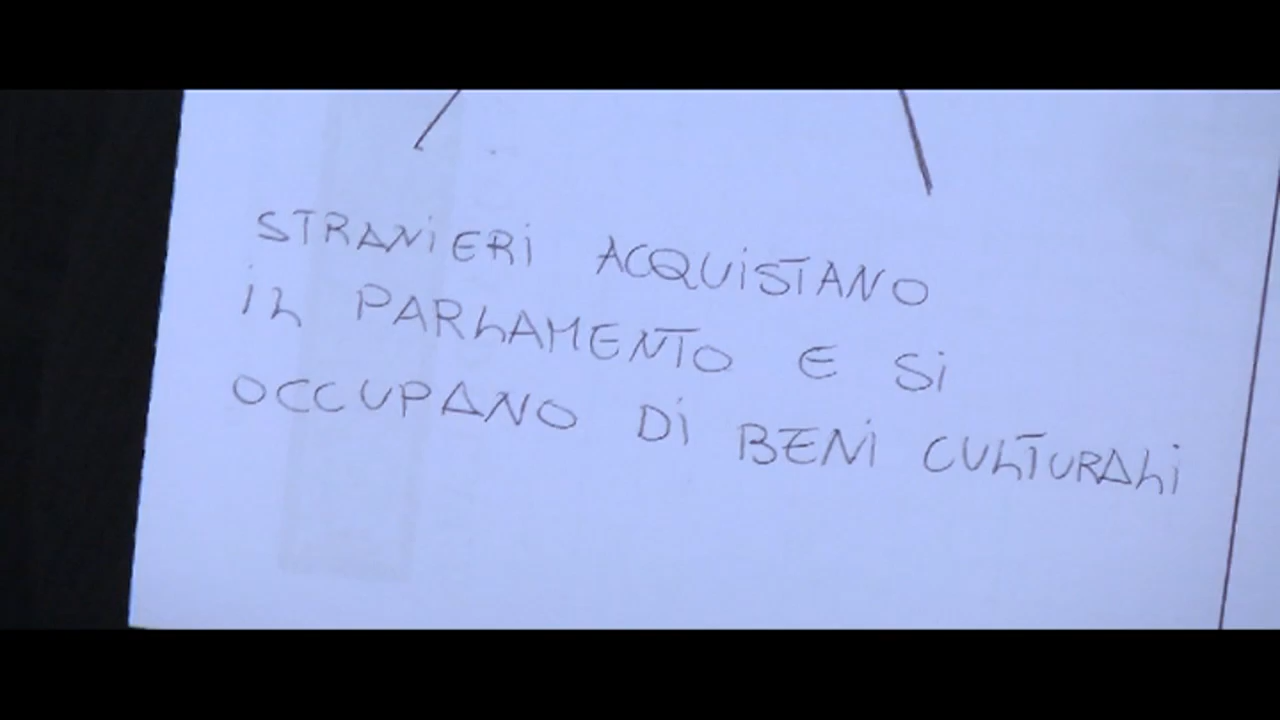 STRANIERI ACQUISTANO
IL PARLAMENTO E SI
OCCUPANO DI BENI CULTURALI